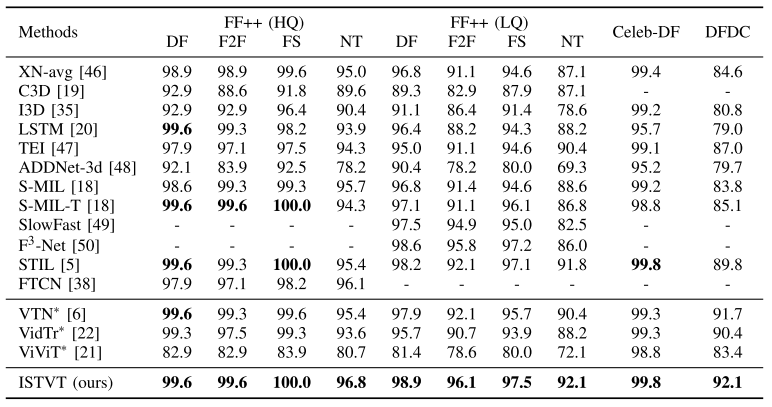 Methods FF++ (HQ) FF++ (LQ) Celeb-DF DFDC
DF F2F FS NT DF F2F FS NT
XN-avg [46] 98.9 98.9 99.6 95.0 96.8 91.1 94.6 87.1 99.4 84.6
C3D [19] 92.9 88.6 91.8 89.6 89.3 82.9 87.9 87.1 - -
I3D [35] 92.9 92.9 96.4 90.4 91.1 86.4 91.4 78.6 99.2 80.8
LSTM [20] 99.6 99.3 98.2 93.9 96.4 88.2 94.3 88.2 95.7 79.0
TEI [47] 97.9 97.1 97.5 94.3 95.0 91.1 94.6 90.4 99.1 87.0
ADDNet-3d [48] 92.1 83.9 92.5 78.2 90.4 78.2 80.0 69.3 95.2 79.7
S-MIL [18] 98.6 99.3 99.3 95.7 96.8 91.4 94.6 88.6 99.2 83.8
S-MIL-T [18] 99.6 99.6 100.0 94.3 97.1 91.1 96.1 86.8 98.8 85.1
SlowFast [49] - - - - 97.5 94.9 95.0 82.5 - -
F³-Net [50] - - - - 98.6 95.8 97.2 86.0 - -
STIL [5] 99.6 99.3 100.0 95.4 98.2 92.1 97.1 91.8 99.8 89.8
FTCN [38] 97.9 97.1 98.2 96.1 - - - - - -
VTN* [6] 99.6 99.3 99.6 95.4 97.9 92.1 95.7 90.4 99.3 91.7
VidTr* [22] 99.3 97.5 99.3 93.6 95.7 90.7 93.9 88.2 99.3 90.4
ViViT* [21] 82.9 82.9 83.9 80.7 81.4 78.6 80.0 72.1 98.8 83.4
ISTVT (ours) 99.6 99.6 100.0 96.8 98.9 96.1 97.5 92.1 99.8 92.1